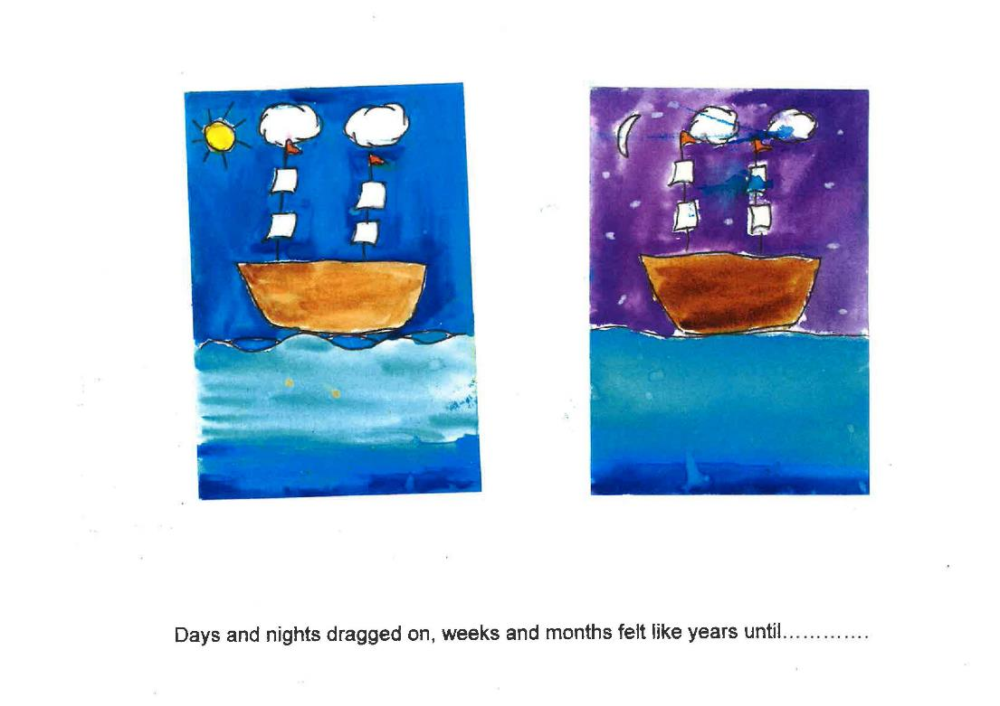 Days and nights dragged on, weeks and months felt like years until.............